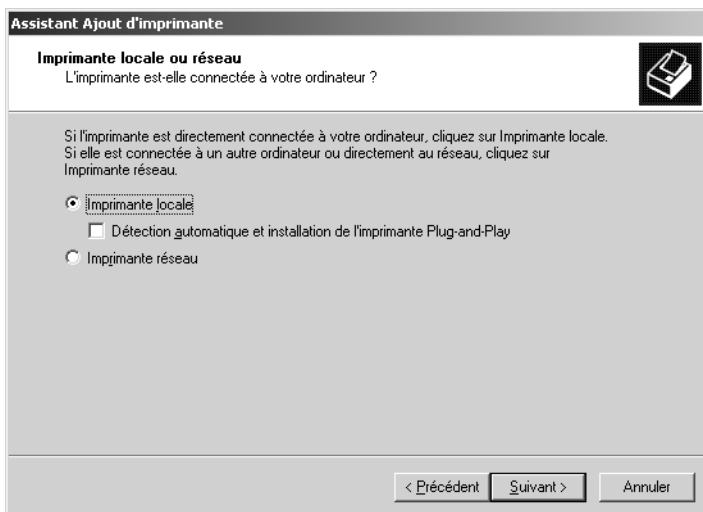 Assistant Ajout d'imprimante
Imprimante locale ou réseau
L'imprimante est-elle connectée à votre ordinateur ?
Si l'imprimante est directement connectée à votre ordinateur, cliquez sur Imprimante locale.
Si elle est connectée à un autre ordinateur ou directement au réseau, cliquez sur
Imprimante réseau.
Imprimante locale
Détection automatique et installation de l'imprimante Plug-and-Play
Imprimante réseau
< Précédent Suivant > Annuler